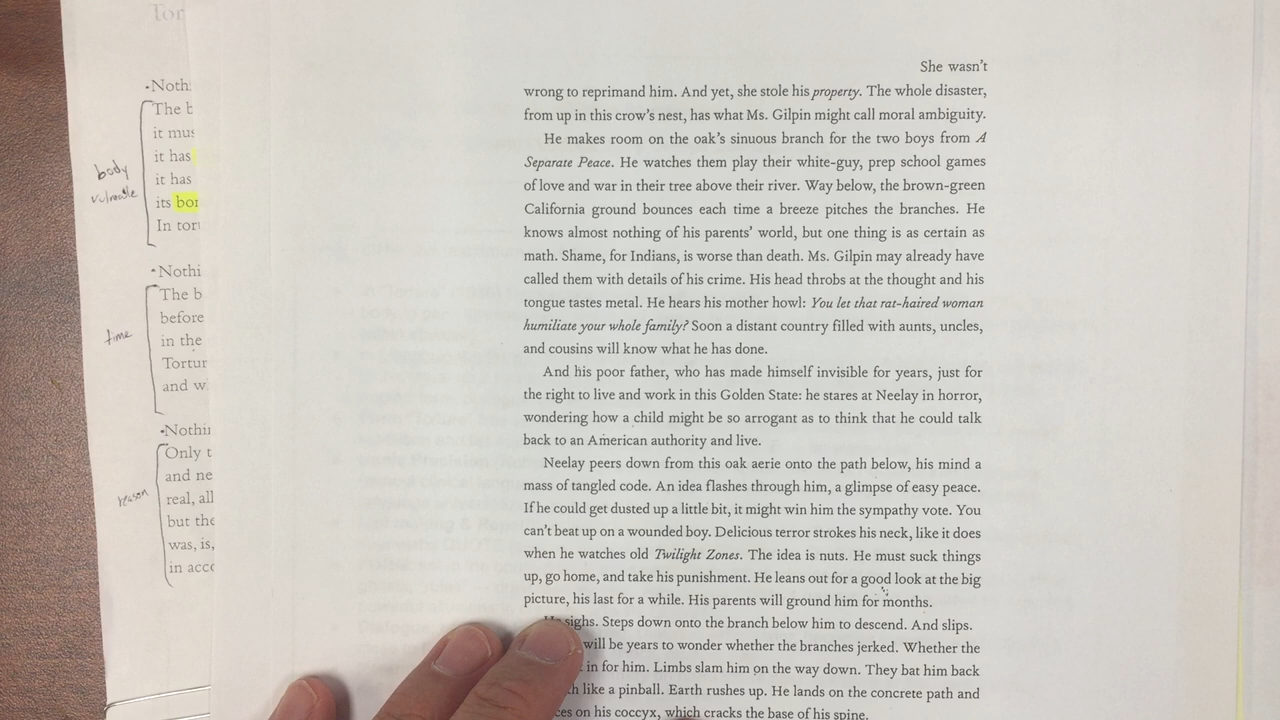 Tor
•Noth
The b
it mus
it has
it has
its bor
In tort
body
vulnerable
•Nothi
The b
before
in the
Tortur
and w
time
•Nothin
Only t
and ne
real, all
but the
was, is,
in acco
reason
She wasn't
wrong to reprimand him. And yet, she stole his property. The whole disaster,
from up in this crow's nest, has what Ms. Gilpin might call moral ambiguity.
He makes room on the oak's sinuous branch for the two boys from A
Separate Peace. He watches them play their white-guy, prep school games
of love and war in their tree above their river. Way below, the brown-green
California ground bounces each time a breeze pitches the branches. He
knows almost nothing of his parents' world, but one thing is as certain as
math. Shame, for Indians, is worse than death. Ms. Gilpin may already have
called them with details of his crime. His head throbs at the thought and his
tongue tastes metal. He hears his mother howl: You let that rat-haired woman
humiliate your whole family? Soon a distant country filled with aunts, uncles,
and cousins will know what he has done.
And his poor father, who has made himself invisible for years, just for
the right to live and work in this Golden State: he stares at Neelay in horror,
wondering how a child might be so arrogant as to think that he could talk
back to an American authority and live.
Neelay peers down from this oak aerie onto the path below, his mind a
mass of tangled code. An idea flashes through him, a glimpse of easy peace.
If he could get dusted up a little bit, it might win him the sympathy vote. You
can't beat up on a wounded boy. Delicious terror strokes his neck, like it does
when he watches old Twilight Zones. The idea is nuts. He must suck things
up, go home, and take his punishment. He leans out for a good look at the big
picture, his last for a while. His parents will ground him for months.
He sighs. Steps down onto the branch below him to descend. And slips.
will be years to wonder whether the branches jerked. Whether the
in for him. Limbs slam him on the way down. They bat him back
like a pinball. Earth rushes up. He lands on the concrete path and
on his coccyx, which cracks the base of his spine.